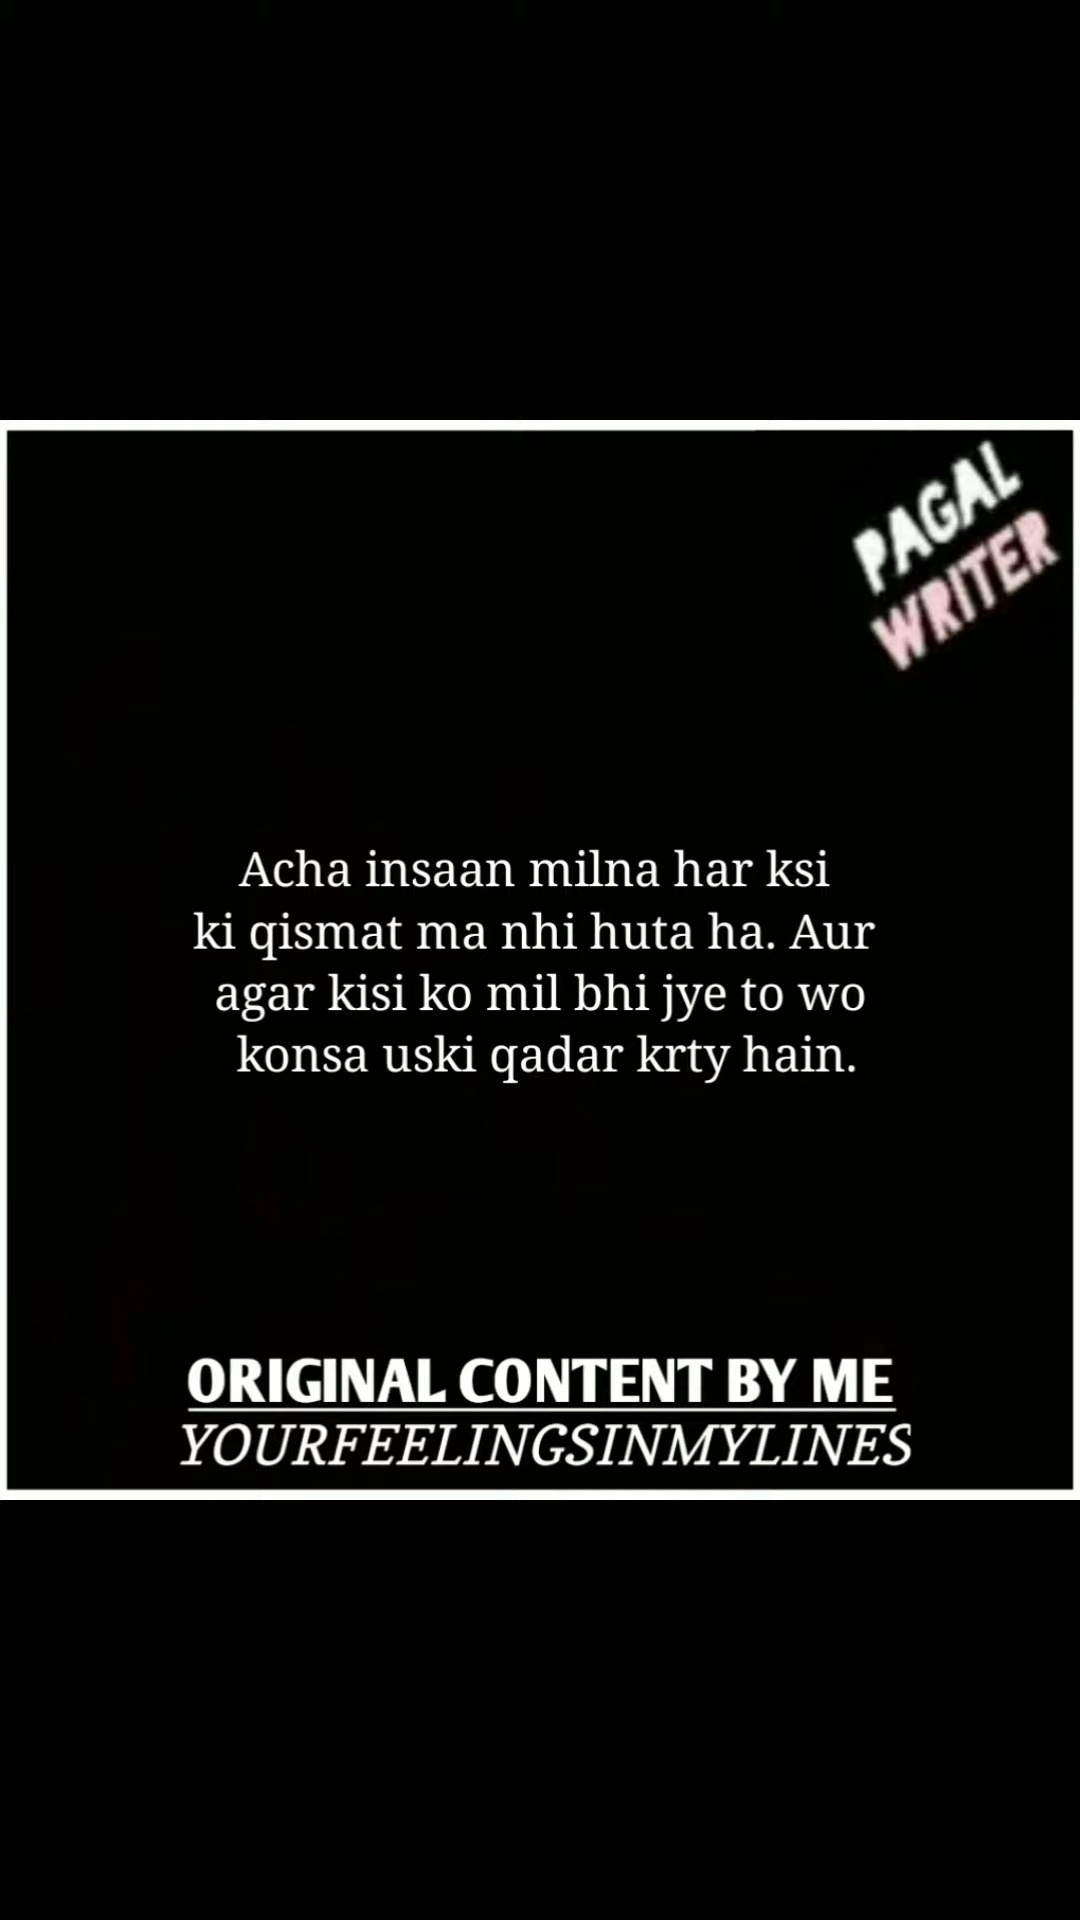 PAGAL
WRITER
Acha insaan milna har ksi
ki qismat ma nhi huta ha. Aur
agar kisi ko mil bhi jye to wo
konsa uski qadar krty hain.
ORIGINAL CONTENT BY ME
YOURFEELINGSINMYLINES